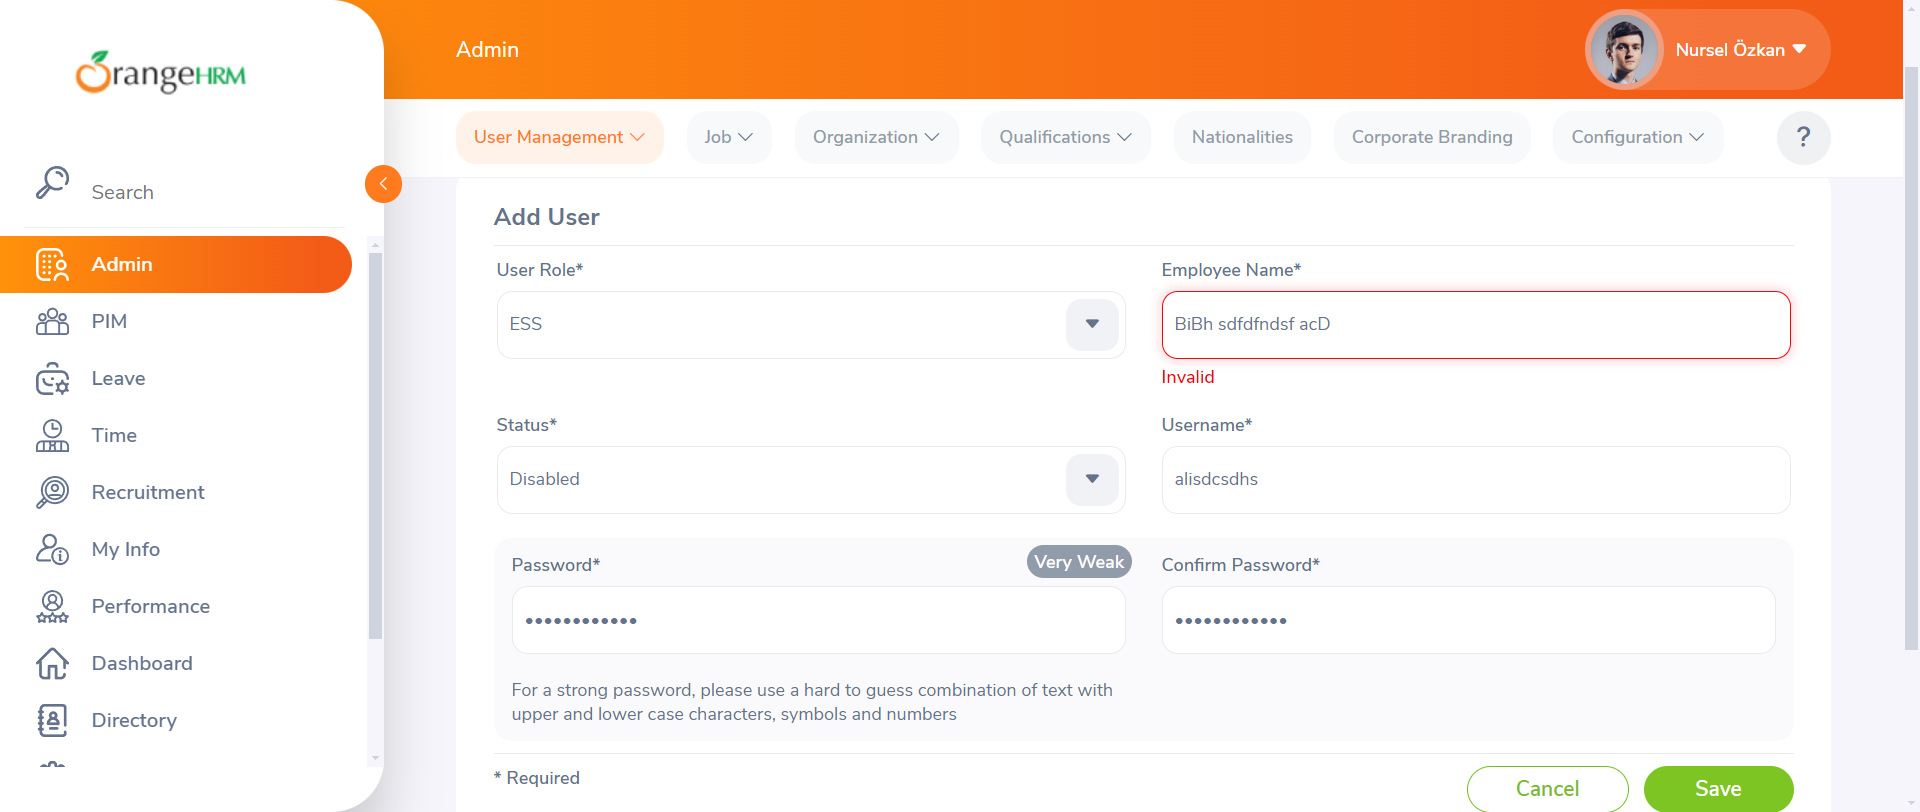 OrangeHRM
Admin
Nursel Özkan
Search
User Management
Job
Organization
Qualifications
Nationalities
Corporate Branding
Configuration
?
Admin
PIM
Leave
Time
Recruitment
My Info
Performance
Dashboard
Directory
Add User
User Role*
Employee Name*
ESS
BiBh sdfdfndsf acD
Invalid
Status*
Username*
Disabled
alisdcsdhs
Password*
Very Weak
Confirm Password*
••••••••••••
••••••••••••
For a strong password, please use a hard to guess combination of text with
upper and lower case characters, symbols and numbers
* Required
Cancel
Save